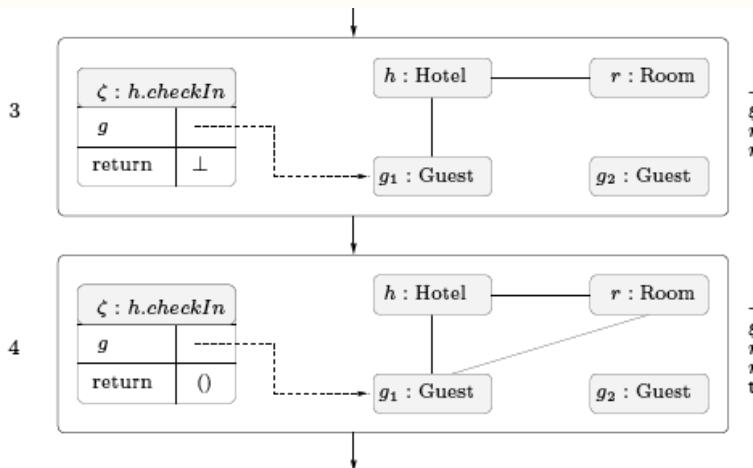 3
ζ : h.checkIn
g
return ⊥
h : Hotel
r : Room
g₁ : Guest
g₂ : Guest
4
ζ : h.checkIn
g
return ()
h : Hotel
r : Room
g₁ : Guest
g₂ : Guest